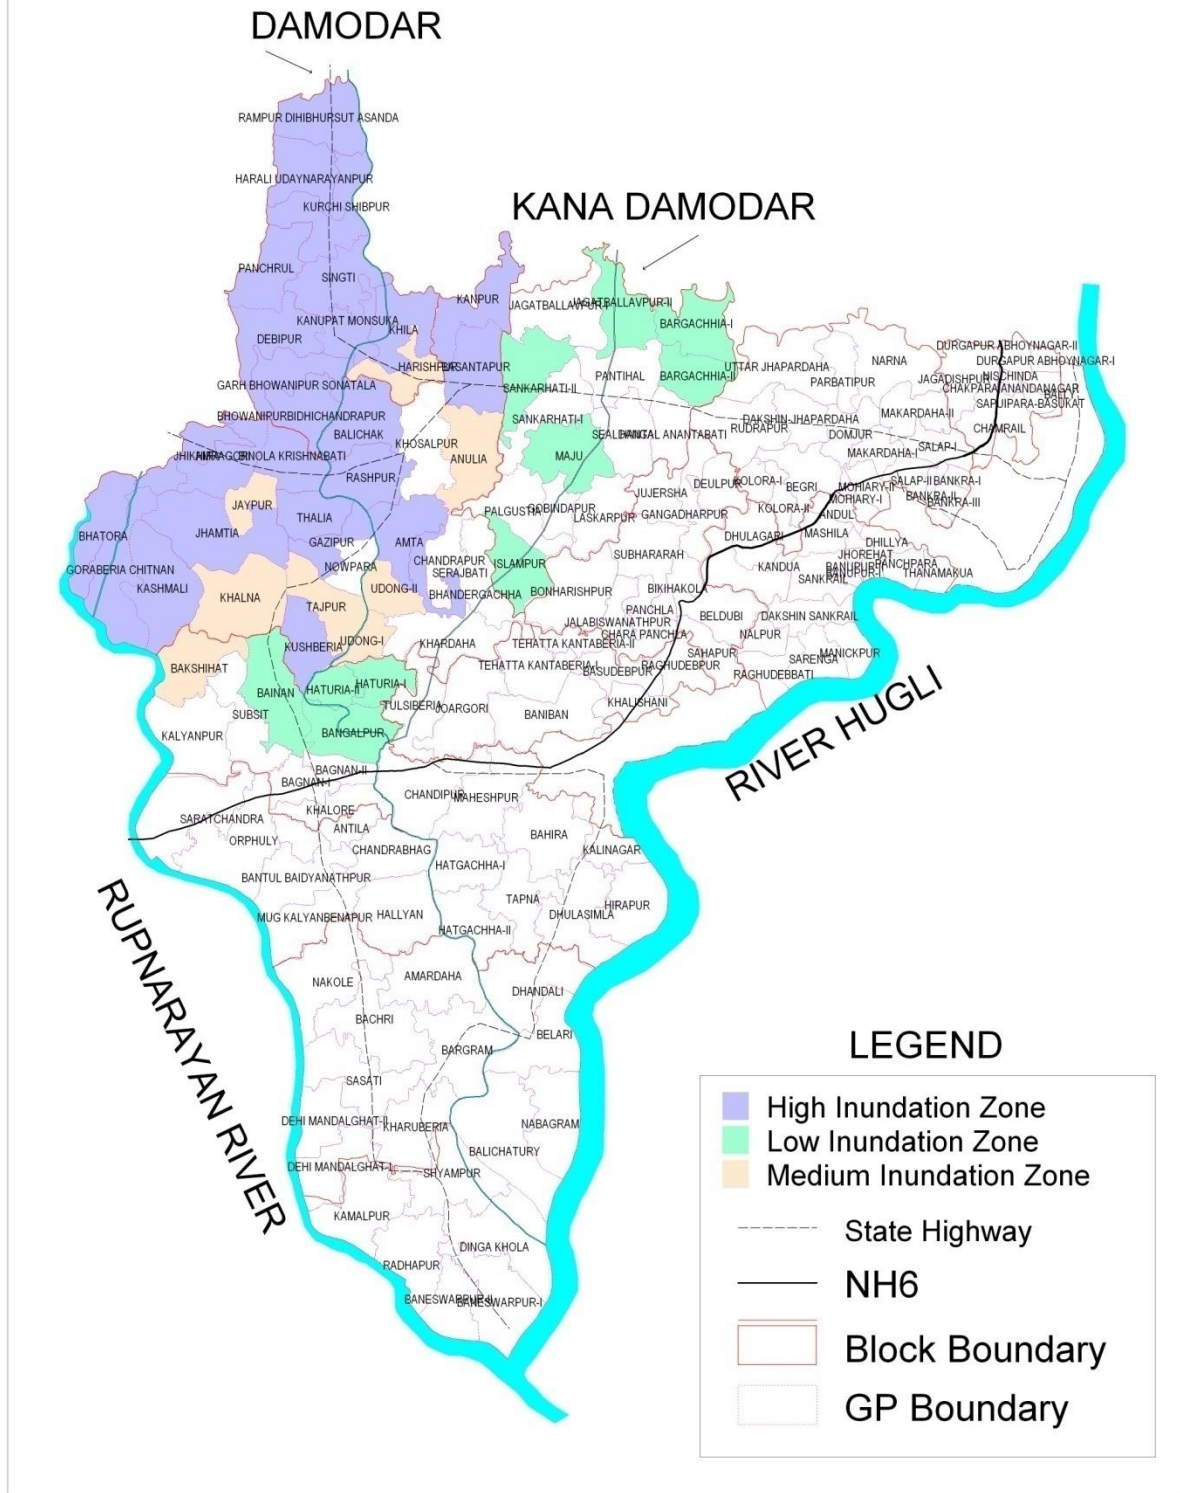 DAMODAR
RAMPUR DIHIBHURSUT ASANDA
HARALI UDAYNARAYANPUR
KURCHI SHIBPUR
KANA DAMODAR
PANCHRUL
SINGTI
KANPUR
JAGATBALLAVPUR-I
JAGATBALLAVPUR-II
KANUPAT MONSUKA
KHILA
BARGACHHIA-I
DEBIPUR
DURGAPUR ABHOYNAGAR-II
DURGAPUR ABHOYNAGAR-I
HARISHPUR
BASANTAPUR
UTTAR JHAPARDAHA
NARNA
PANTIHAL
BARGACHHIA-II
PARBATIPUR
JAGADISHPUR
NISCHINDA
CHAKPARA ANANDANAGAR
BALLY
GARH BHOWANIPUR SONATALA
SANKARHATI-II
SAPUIPARA-BASUKATI
BHOWANIPUR
BIDHICHANDRAPUR
SANKARHATI-I
DAKSHIN-JHAPARDAHA
MAKARDAHA-II
RUDRAPUR
CHAMRAIL
BALICHAK
KHOSALPUR
DOMJUR
SALAP-I
MAKARDAHA-I
ANULIA
MAJU
RASHPUR
DEULPUR
KOLORA-I
BEGRI
MOHIARY-II
SALAP-II
BANKRA-I
JUJERSHA
MOHIARY-I
BANKRA-II
BANKRA-III
JAYPUR
PALGUSTIA
GOBINDAPUR
LASKARPUR
GANGADHARPUR
KOLORA-II
ANDUL
THALIA
BHATORA
JHAMTIA
GAZIPUR
AMTA
DHULAGARI
MASHILA
DHILLYA
SUBHARARAH
JHOREHAT
GORABERIA CHITNAN
NOWPARA
CHANDRAPUR
SERAJBATI
ISLAMPUR
KANDUA
BANUPUR-I
BANUPUR-II
PANCHPARA
THANAMAKUA
SANKRAIL
KASHMALI
KHALNA
UDONG-II
BHANDERGACHHA
BONHARISHPUR
BIKIHAKOLA
TAJPUR
PANCHLA
BELDUBI
DAKSHIN SANKRAIL
JALABISWANATHPUR
CHARA PANCHLA
NALPUR
KUSHBERIA
UDONG-I
KHARDAHA
TEHATTA KANTABERIA-II
SAHAPUR
SARENGA
MANICKPUR
BAKSHIHAT
TEHATTA KANTABERIA-I
BASUDEBPUR
RAGHUDEBPUR
RAGHUDEBBATI
BAINAN
HATURIA-II
HATURIA-I
TULSIBERIA
JOARGORI
BANIBAN
KHALISHANI
SUBSIT
BANGALPUR
KALYANPUR
RIVER HUGLI
BAGNAN-II
BAGNAN-I
CHANDIPUR
MAHESHPUR
SARATCHANDRA
KHALORE
ORPHULY
ANTILA
BAHIRA
CHANDRABHAG
KALINAGAR
HATGACHHA-I
BANTUL BAIDYANATHPUR
TAPNA
HIRAPUR
MUG KALYAN
BENAPUR
HALLYAN
DHULASIMLA
HATGACHHA-II
RUPNARAYAN RIVER
NAKOLE
AMARDAHA
DHANDALI
BACHRI
BELARI
BARGRAM
SASATI
DEHI MANDALGHAT-II
KHARUBERIA
NABAGRAM
BALICHATURY
DEHI MANDALGHAT-I
SHYAMPUR
KAMALPUR
DINGA KHOLA
RADHAPUR
BANESWARPUR-II
BANESWARPUR-I
LEGEND
High Inundation Zone
Low Inundation Zone
Medium Inundation Zone
State Highway
NH6
Block Boundary
GP Boundary